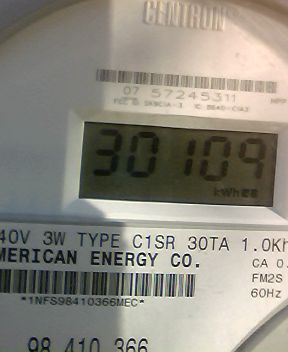 CENTRON
07 57245311
30109
kWh
40V 3W TYPE C1SR 30TA 1.0Kh
MERICAN ENERGY CO.
CA 0.
FM2S
60Hz
*1NFS98410366MEC*
98 410 366